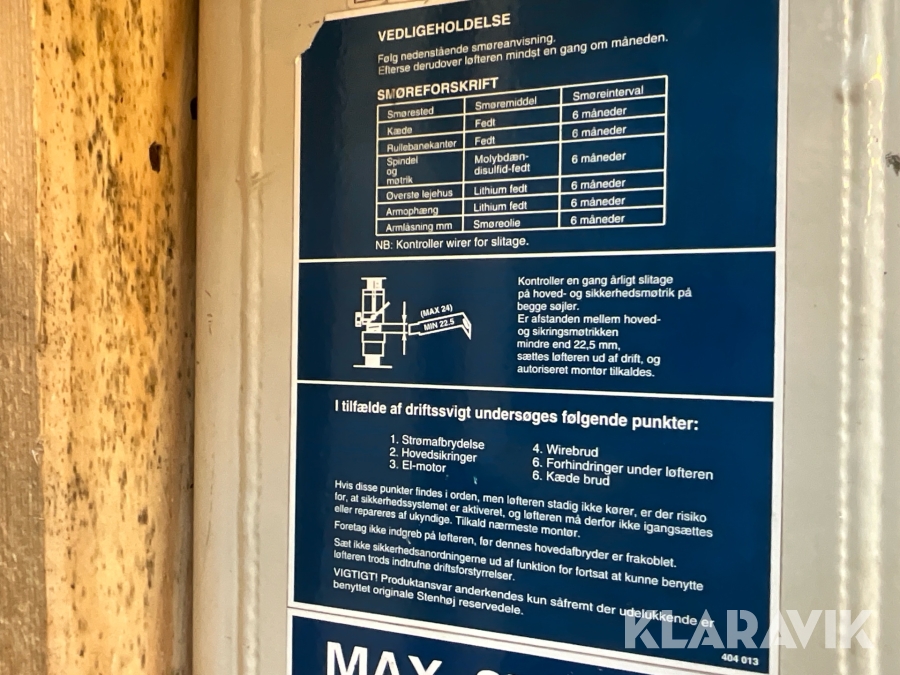 VEDLIGEHOLDELSE
Følg nedenstående smøreanvisning.
Efterse derudover løfteren mindst en gang om måneden.
SMØREFORSKRIFT
Smørested Smøremiddel Smøreinterval
Kæde Fedt 6 måneder
Rullebanekanter Fedt 6 måneder
Spindel
og
møtrik
Molybdæn-
disulfid-fedt
6 måneder
Øverste lejehus Lithium fedt 6 måneder
Armophæng Lithium fedt 6 måneder
Armlåsning mm Smøreolie 6 måneder
NB: Kontroller wirer for slitage.
(MAX 24)
MIN 22.5
Kontroller en gang årligt slitage
på hoved- og sikkerhedsmøtrik på
begge søjler.
Er afstanden mellem hoved-
og sikringsmøtrikken
mindre end 22,5 mm,
sættes løfteren ud af drift, og
autoriseret montør tilkaldes.
I tilfælde af driftssvigt undersøges følgende punkter:
1. Strømafbrydelse
2. Hovedsikringer
3. El-motor
4. Wirebrud
6. Forhindringer under løfteren
6. Kæde brud
Hvis disse punkter findes i orden, men løfteren stadig ikke kører, er der risiko
for, at sikkerhedssystemet er aktiveret, og løfteren må derfor ikke igangsættes
eller repareres af ukyndige. Tilkald nærmeste montør.
Foretag ikke indgreb på løfteren, før dennes hovedafbryder er frakoblet.
Sæt ikke sikkerhedsanordningerne ud af funktion for fortsat at kunne benytte
løfteren trods indtrufne driftsforstyrrelser.
VIGTIGT! Produktansvar anderkendes kun såfremt der udelukkende er
benyttet originale Stenhøj reservedele.
KLARAVIK
404 013
MAX